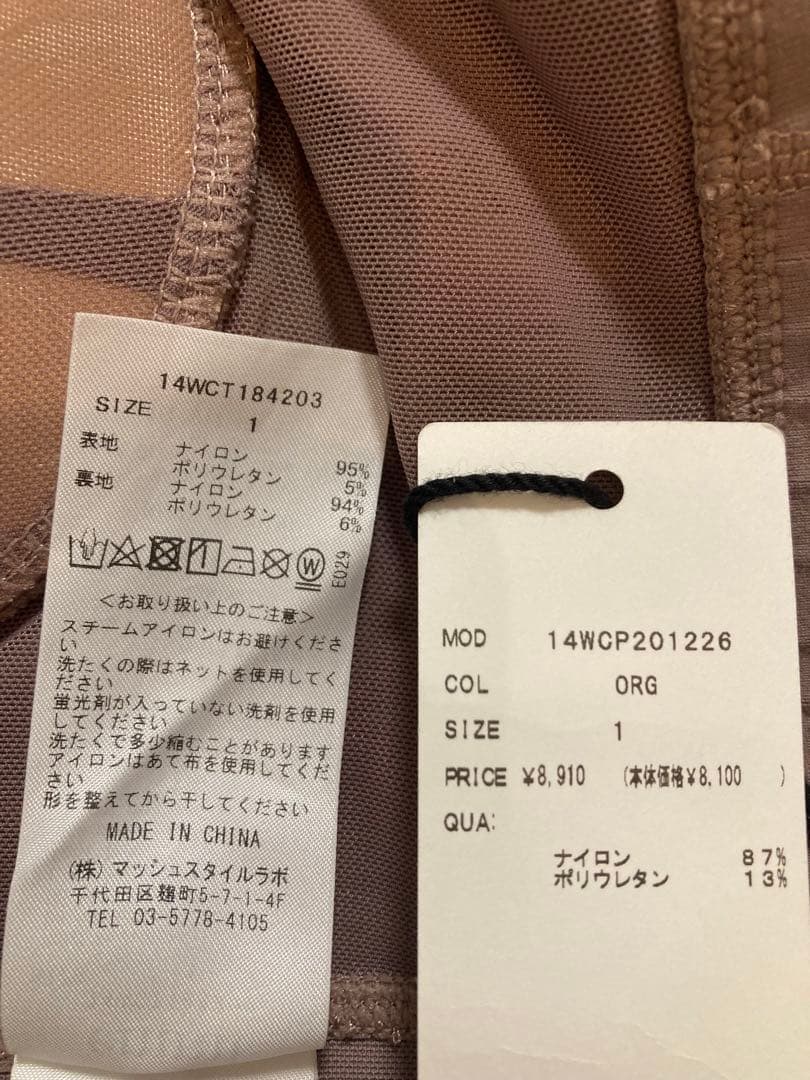 14WCT184203
SIZE 1
表地 ナイロン 95%
ポリウレタン 5%
裏地 ナイロン 94%
ポリウレタン 6%
W E029
<お取り扱い上のご注意>
スチームアイロンはお避けくださ
い
洗たくの際はネットを使用してく
ださい
蛍光剤が入っていない洗剤を使用
してください
洗たくで多少縮むことがあります
アイロンはあて布を使用してくだ
さい
形を整えてから干してください
MADE IN CHINA
(株)マッシュスタイルラボ
千代田区麹町5-7-1-4F
TEL 03-5778-4105
MOD 14WCP201226
COL ORG
SIZE 1
PRICE ¥8,910 (本体価格¥8,100 )
QUA:
ナイロン 87%
ポリウレタン 13%